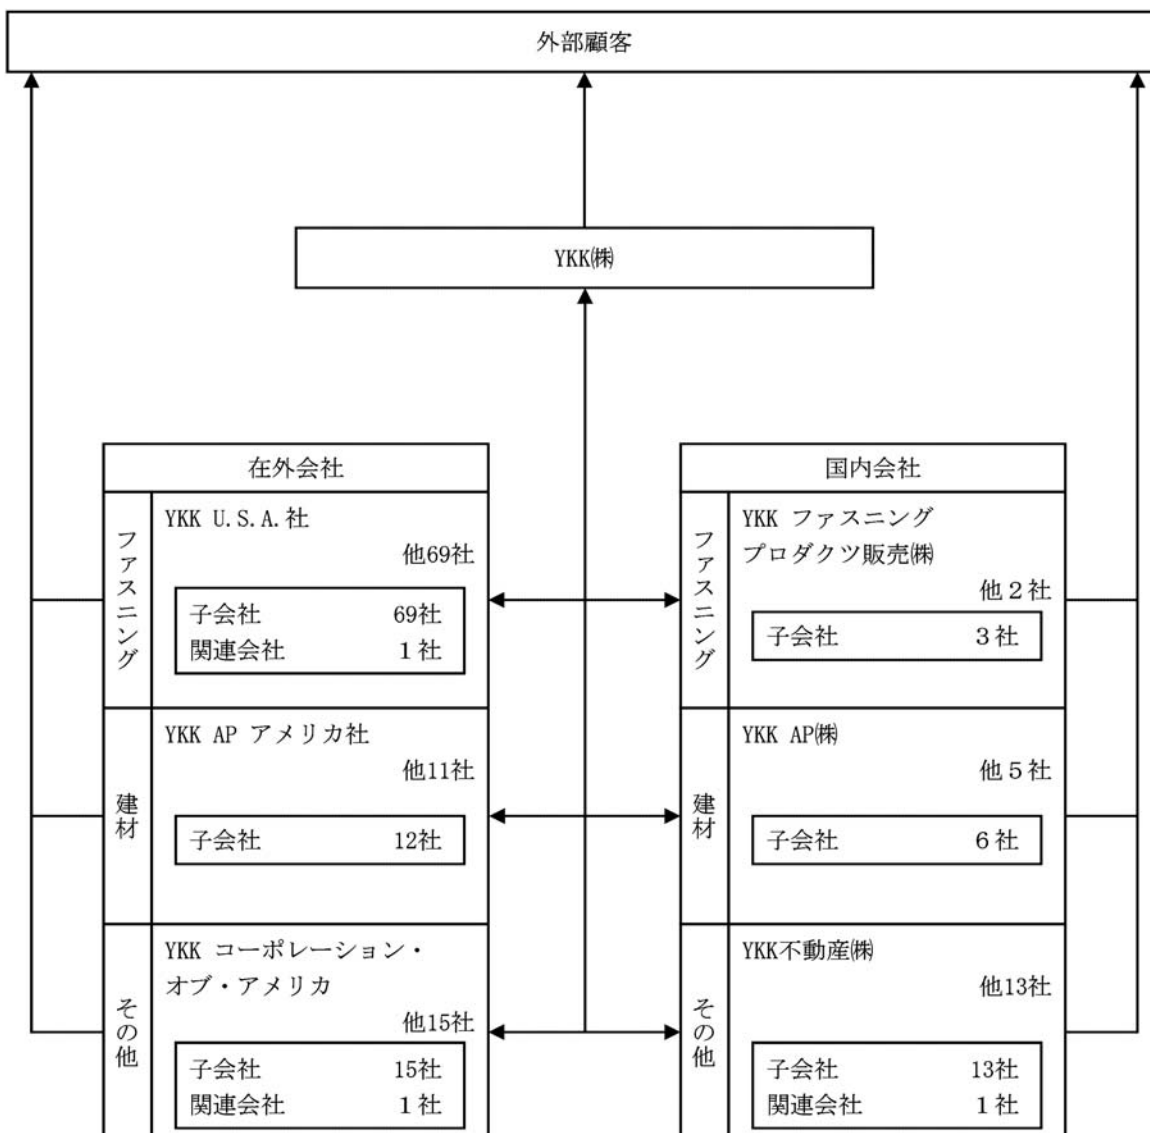 外部顧客
YKK㈱
在外会社
ファスニング
YKK U.S.A.社
他69社
子会社 69社
関連会社 1社
建材
YKK AP アメリカ社
他11社
子会社 12社
その他
YKK コーポレーション・
オブ・アメリカ
他15社
子会社 15社
関連会社 1社
国内会社
ファスニング
YKK ファスニング
プロダクツ販売㈱
他2社
子会社 3社
建材
YKK AP㈱
他5社
子会社 6社
その他
YKK不動産㈱
他13社
子会社 13社
関連会社 1社